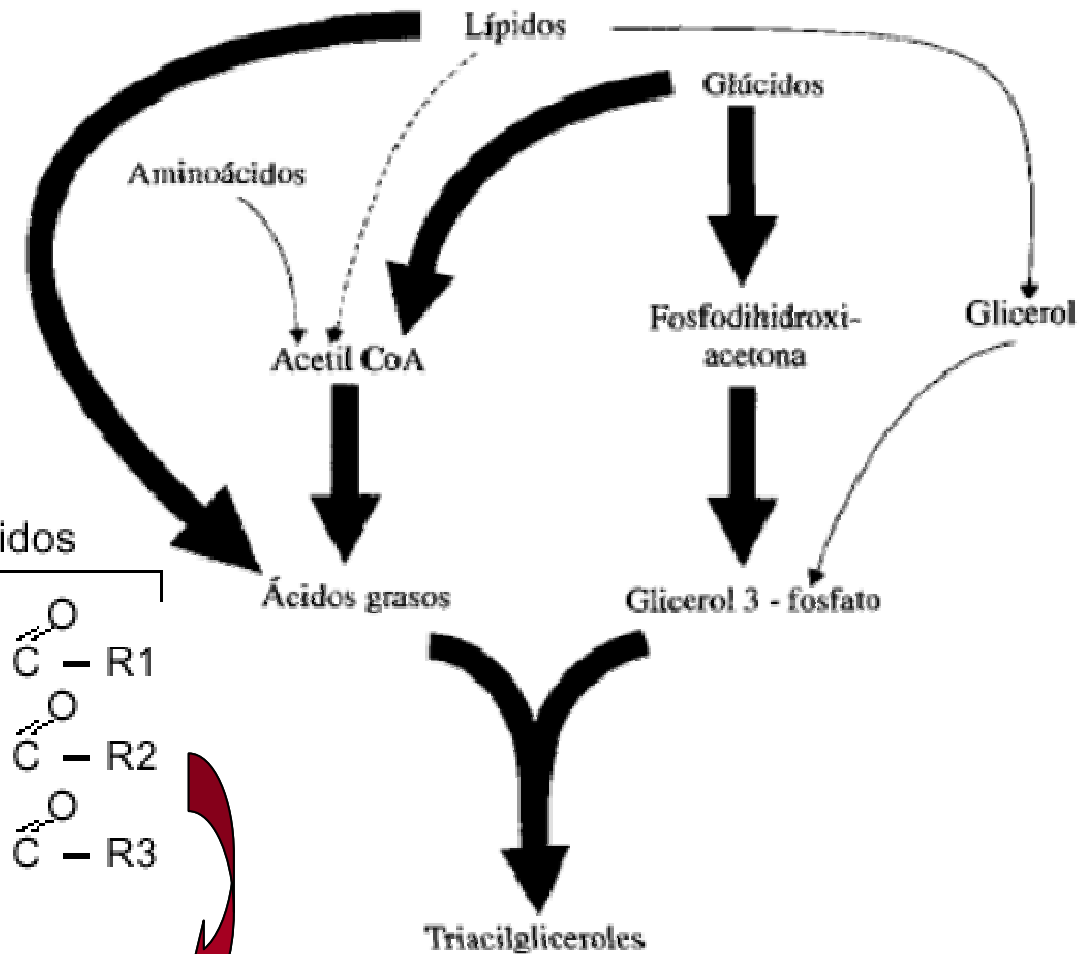 Lípidos
Glúcidos
Aminoácidos
Fosfodihidroxi-
acetona
Glicerol
Acetil CoA
idos
Ácidos grasos
Glicerol 3 - fosfato
O
C – R1
O
C – R2
O
C – R3
Triacilgliceroles